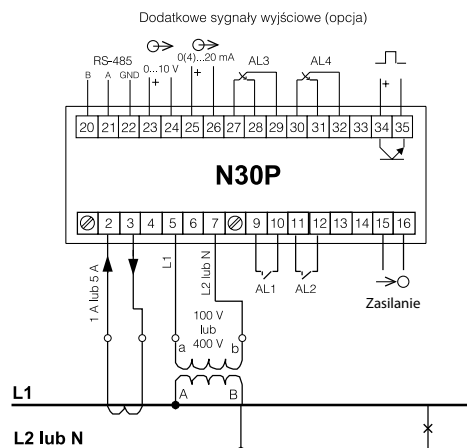 Dodatkowe sygnały wyjściowe (opcja)
RS-485
0...10 V
0(4)...20 mA
AL3
AL4
B A GND + + +
20 21 22 23 24 25 26 27 28 29 30 31 32 33 34 35
N30P
2 3 4 5 6 7 9 10 11 12 13 14 15 16
1 A lub 5 A
L1
L2 lub N
AL1
AL2
Zasilanie
100 V
lub
400 V
a b
A B
L1
L2 lub N